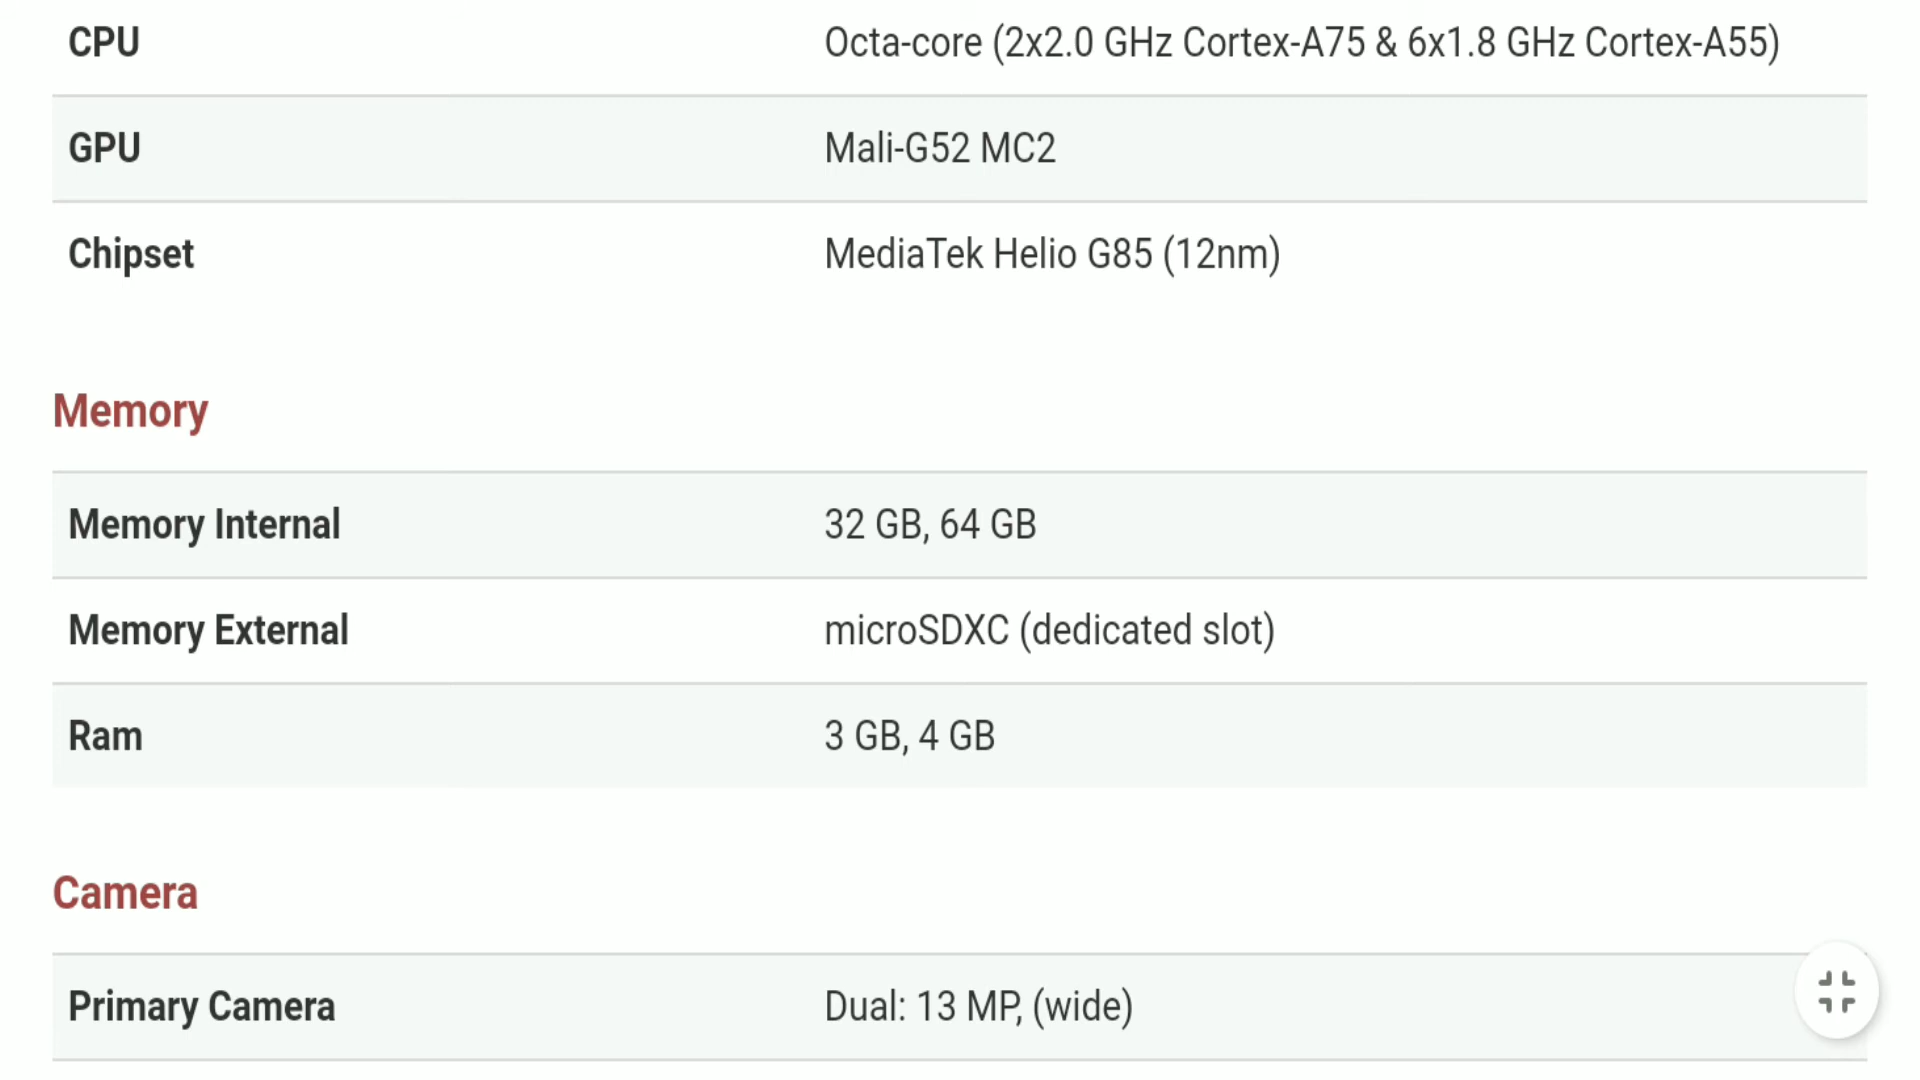 CPU Octa-core (2x2.0 GHz Cortex-A75 & 6x1.8 GHz Cortex-A55)
GPU Mali-G52 MC2
Chipset MediaTek Helio G85 (12nm)
Memory
Memory Internal 32 GB, 64 GB
Memory External microSDXC (dedicated slot)
Ram 3 GB, 4 GB
Camera
Primary Camera Dual: 13 MP, (wide)